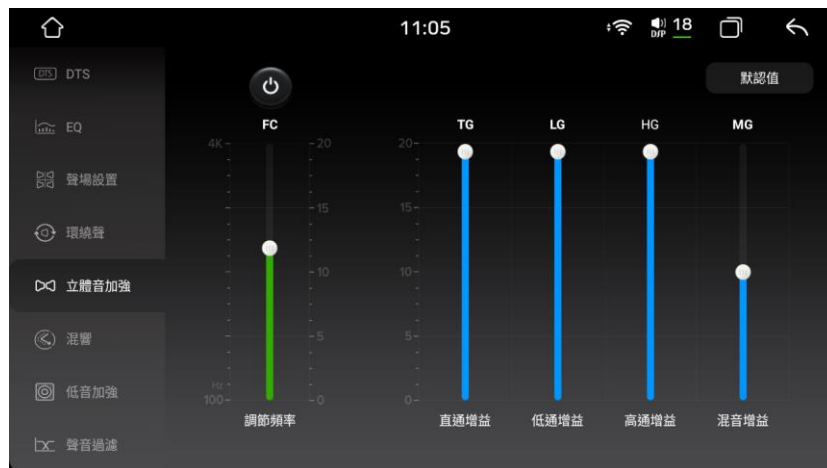 11:05
DSP 18
DTS DTS
EQ
聲場設置
環繞聲
立體音加強
混響
低音加強
聲音過濾
默認值
FC TG LG HG MG
4K 20 20
15 15
10 10
5 5
Hz
100 0 0
調節頻率 直通增益 低通增益 高通增益 混音增益